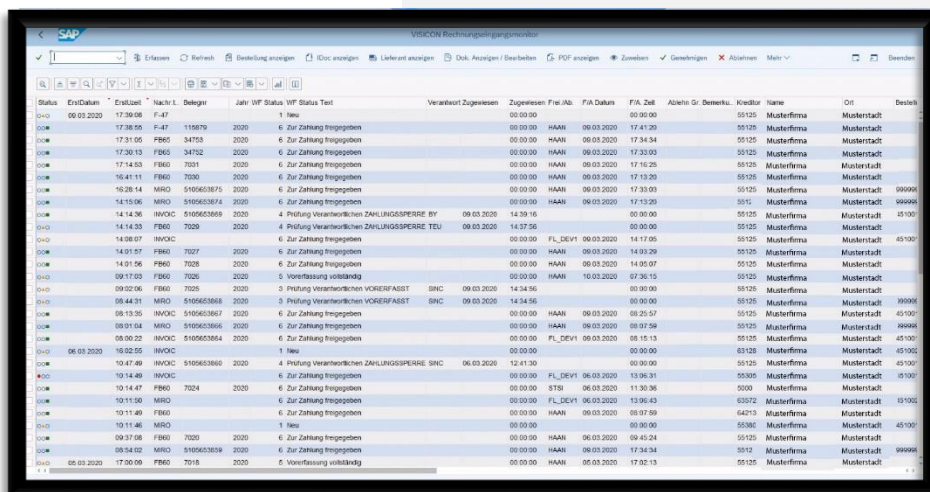 SAP VISICON Rechnungseingangsmonitor
Erfassen Refresh Bestellung anzeigen IDoc anzeigen Lieferant anzeigen Dok. Anzeigen / Bearbeiten PDF anzeigen Zuweisen Genehmigen Ablehnen Mehr Beenden
Status ErstDatum Erst.Uzeit Nachr.t.. Belegnr Jahr WF Status WF Status Text Verantwort Zugewiesen Zugewiesen Frei./Ab. F/A Datum F/A. Zeit Ablehn Gr. Bemerku.. Kreditor Name Ort Bestell
09.03.2020 17:39:08 F-47 1 Neu 00:00:00 00:00:00 55125 Musterfirma Musterstadt
17:38:55 F-47 115879 2020 6 Zur Zahlung freigegeben 00:00:00 HAAN 09.03.2020 17:41:20 55125 Musterfirma Musterstadt
17:31:05 FB65 34753 2020 6 Zur Zahlung freigegeben 00:00:00 HAAN 09.03.2020 17:34:34 55125 Musterfirma Musterstadt
17:30:13 FB65 34752 2020 6 Zur Zahlung freigegeben 00:00:00 HAAN 09.03.2020 17:33:03 55125 Musterfirma Musterstadt
17:14:53 FB60 7031 2020 6 Zur Zahlung freigegeben 00:00:00 HAAN 09.03.2020 17:16:25 55125 Musterfirma Musterstadt
16:41:11 FB60 7030 2020 6 Zur Zahlung freigegeben 00:00:00 HAAN 09.03.2020 17:13:20 55125 Musterfirma Musterstadt
16:28:14 MIRO 5105653875 2020 6 Zur Zahlung freigegeben 00:00:00 HAAN 09.03.2020 17:33:03 55125 Musterfirma Musterstadt 999999
14:15:06 MIRO 5105653874 2020 6 Zur Zahlung freigegeben 00:00:00 HAAN 09.03.2020 17:13:20 5512 Musterfirma Musterstadt 999999
14:14:36 INVOIC 5105653869 2020 4 Prüfung Verantwortlichen ZAHLUNGSSPERRE BY 09.03.2020 14:39:16 00:00:00 55125 Musterfirma Musterstadt 45100
14:14:33 FB60 7029 2020 4 Prüfung Verantwortlichen ZAHLUNGSSPERRE TEU 09.03.2020 14:37:56 00:00:00 55125 Musterfirma Musterstadt
14:08:07 INVOIC 6 Zur Zahlung freigegeben 00:00:00 FL_DEV1 09.03.2020 14:17:05 55125 Musterfirma Musterstadt 45100
14:01:57 FB60 7027 2020 6 Zur Zahlung freigegeben 00:00:00 HAAN 09.03.2020 14:03:29 55125 Musterfirma Musterstadt
14:01:56 FB60 7028 2020 6 Zur Zahlung freigegeben 00:00:00 HAAN 09.03.2020 14:05:07 55125 Musterfirma Musterstadt
09:17:03 FB60 7026 2020 5 Vorerfassung vollständig 00:00:00 HAAN 10.03.2020 07:36:15 55125 Musterfirma Musterstadt
09:02:06 FB60 7025 2020 3 Prüfung Verantwortlichen VORERFASST SINC 09.03.2020 14:34:56 00:00:00 55125 Musterfirma Musterstadt
08:44:31 MIRO 5105653868 2020 3 Prüfung Verantwortlichen VORERFASST SINC 09.03.2020 14:34:56 00:00:00 55125 Musterfirma Musterstadt 99999
08:13:35 INVOIC 5105653867 2020 6 Zur Zahlung freigegeben 00:00:00 HAAN 09.03.2020 08:25:57 55125 Musterfirma Musterstadt 45100
08:01:04 MIRO 5105653866 2020 6 Zur Zahlung freigegeben 00:00:00 HAAN 09.03.2020 08:07:59 55125 Musterfirma Musterstadt 99999
08:00:22 INVOIC 5105653864 2020 6 Zur Zahlung freigegeben 00:00:00 FL_DEV1 09.03.2020 08:15:13 55125 Musterfirma Musterstadt 45100
06.03.2020 16:02:55 INVOIC 1 Neu 00:00:00 00:00:00 63128 Musterfirma Musterstadt 45100
10:47:49 INVOIC 5105653860 2020 4 Prüfung Verantwortlichen ZAHLUNGSSPERRE SINC 06.03.2020 12:41:30 00:00:00 55125 Musterfirma Musterstadt 45100
10:14:49 INVOIC 6 Zur Zahlung freigegeben 00:00:00 FL_DEV1 06.03.2020 13:06:31 55305 Musterfirma Musterstadt
10:14:47 FB60 7024 2020 6 Zur Zahlung freigegeben 00:00:00 STSI 06.03.2020 11:30:36 5000 Musterfirma Musterstadt
10:11:50 MIRO 6 Zur Zahlung freigegeben 00:00:00 FL_DEV1 06.03.2020 13:06:43 63572 Musterfirma Musterstadt
10:11:49 FB60 6 Zur Zahlung freigegeben 00:00:00 HAAN 09.03.2020 08:07:59 64213 Musterfirma Musterstadt
10:11:46 MIRO 1 Neu 00:00:00 00:00:00 55380 Musterfirma Musterstadt 45100
09:37:08 FB60 7020 2020 6 Zur Zahlung freigegeben 00:00:00 HAAN 06.03.2020 09:45:24 55125 Musterfirma Musterstadt
08:54:02 MIRO 5105653859 2020 6 Zur Zahlung freigegeben 00:00:00 HAAN 09.03.2020 17:34:34 5512 Musterfirma Musterstadt 99999
05.03.2020 17:00:09 FB60 7018 2020 5 Vorerfassung vollständig 00:00:00 HAAN 05.03.2020 17:02:13 55125 Musterfirma Musterstadt